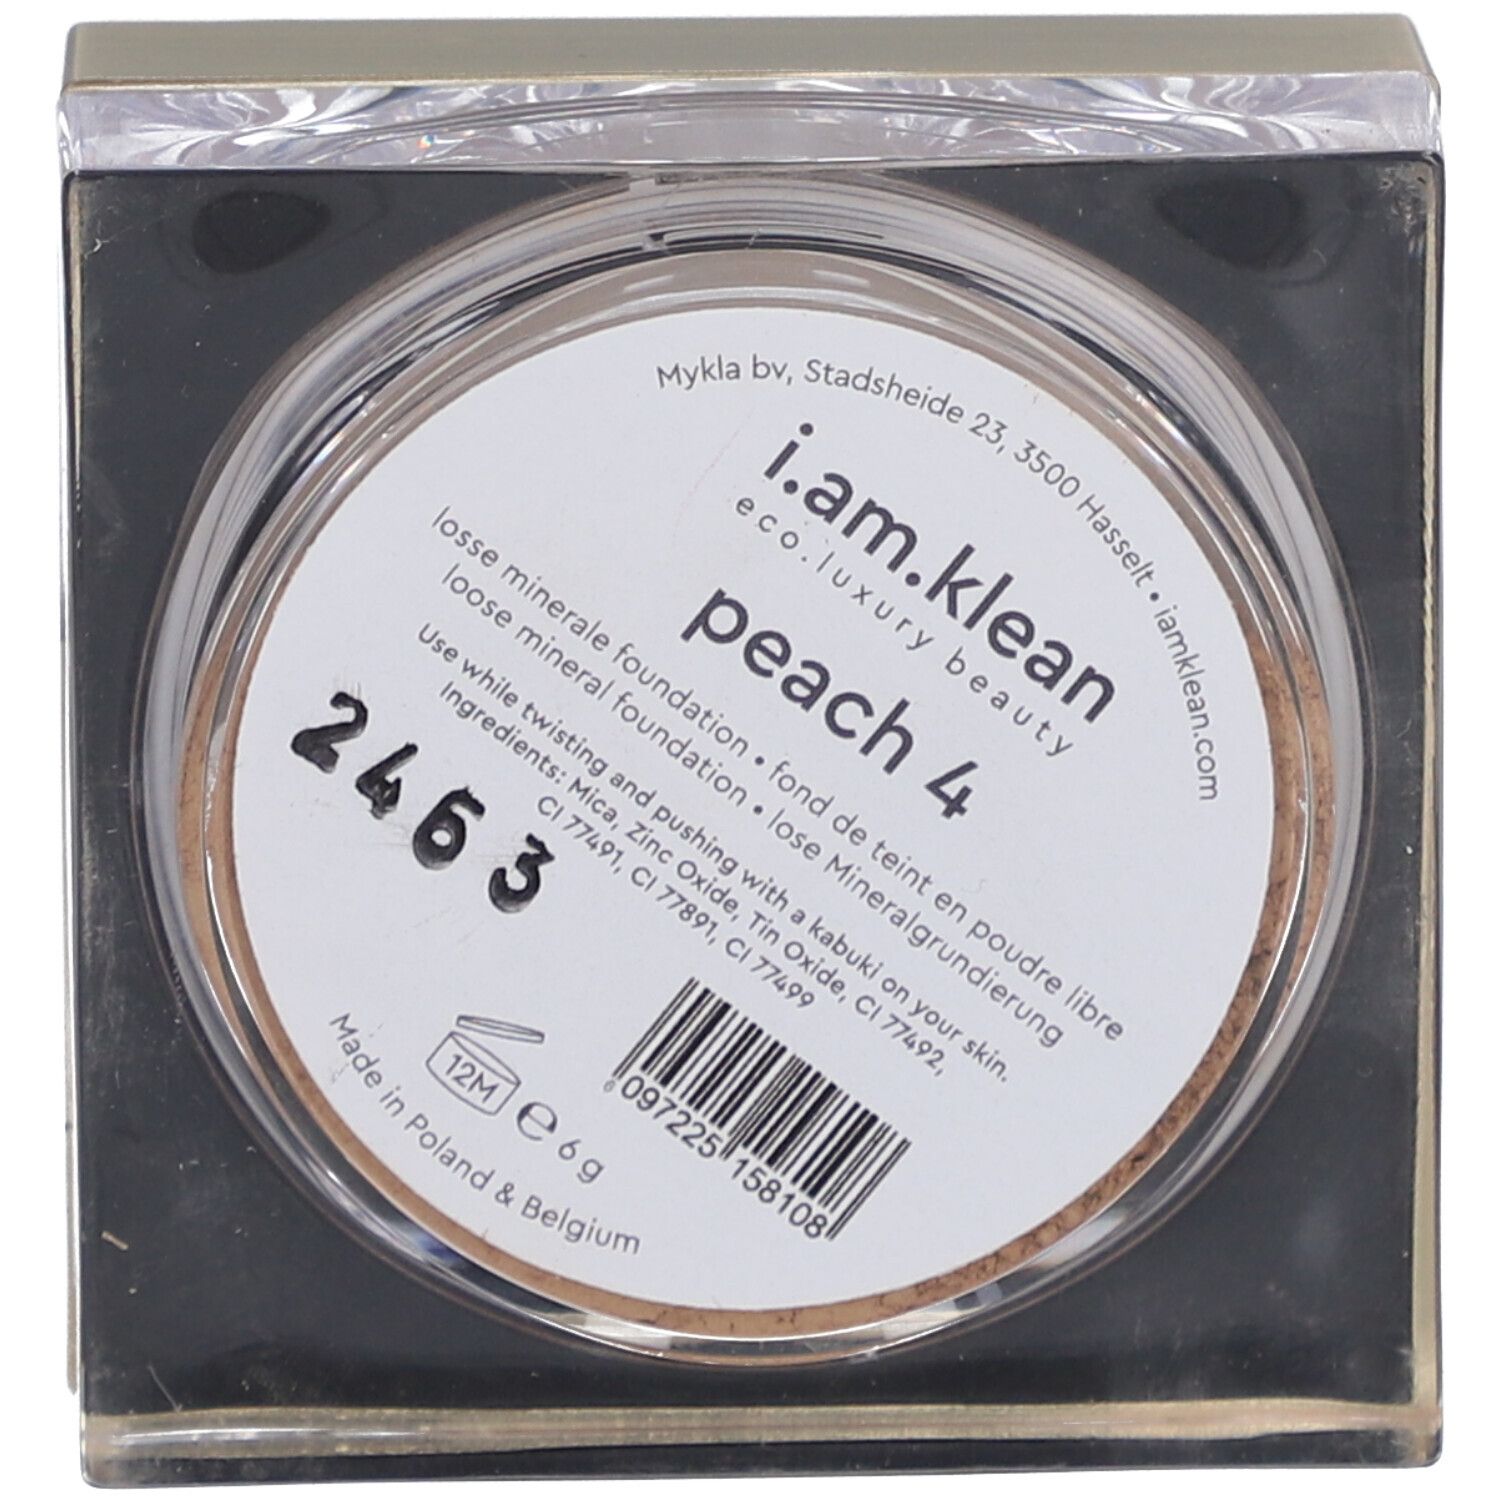 Mykla bv, Stadsheide 23, 3500 Hasselt • iamklean.com
i.am.klean
eco.luxury beauty
peach 4
losse minerale foundation • fond de teint en poudre libre
loose mineral foundation • lose Mineralgrundierung
Use while twisting and pushing with a kabuki on your skin.
Ingredients: Mica, Zinc Oxide, Tin Oxide, CI 77492,
CI 77491, CI 77891, CI 77499
2463
12M e 6 g
6 097225 158108
Made in Poland & Belgium